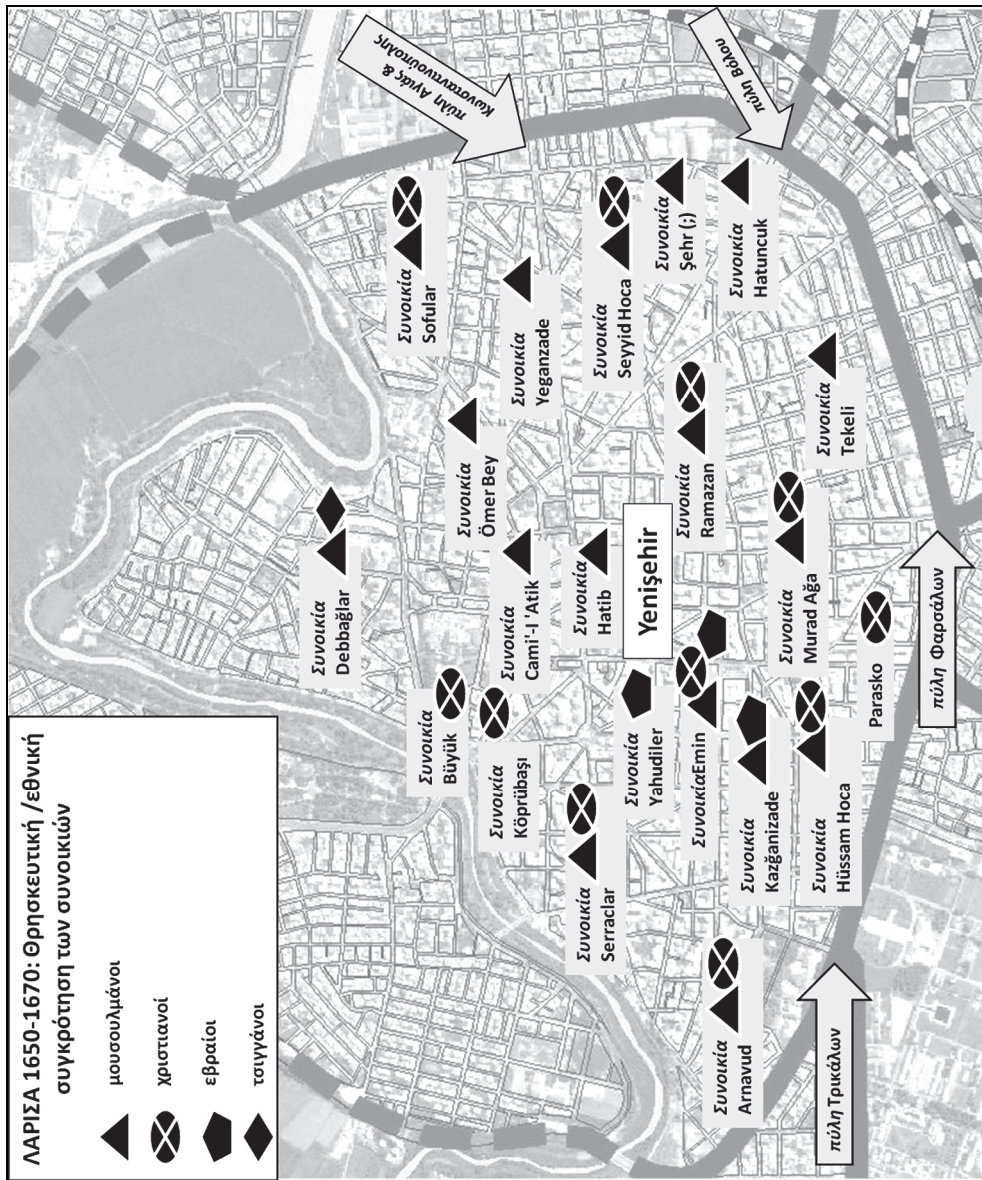 ΛΑΡΙΣΑ 1650-1670: Θρησκευτική /εθνική
συγκρότηση των συνοικιών
μουσουλμάνοι
χριστιανοί
εβραίοι
τσιγγάνοι
πύλη Αγιάς &
Κωνσταντινούπολης
πύλη Βόλου
Συνοικία
Sofular
Συνοικία
Debbağlar
Συνοικία
Ömer Bey
Συνοικία
Yeganzade
Συνοικία
Büyük
Συνοικία
Köprübaşı
Συνοικία
Cami'-I 'Atik
Συνοικία
Hatib
Συνοικία
Seyyid Hoca
Συνοικία
Şehr (;)
Συνοικία
Hatuncuk
Συνοικία
Serraclar
Συνοικία
Yahudiler
Yenişehir
Συνοικία
Ramazan
ΣυνοικίαEmin
Συνοικία
Kazğanizade
Συνοικία
Murad Ağa
Συνοικία
Tekeli
Συνοικία
Arnavud
Συνοικία
Hüssam Hoca
Parasko
πύλη Τρικάλων
πύλη Φαρσάλων